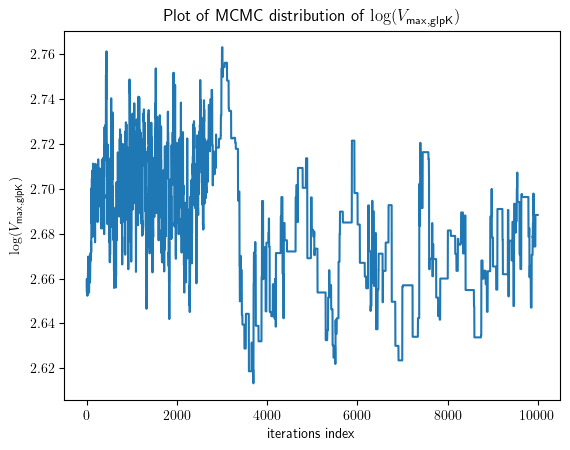 Plot of MCMC distribution of log(V_max,glpK)
log(V_max,glpK)
2.76
2.74
2.72
2.70
2.68
2.66
2.64
2.62
0 2000 4000 6000 8000 10000
iterations index